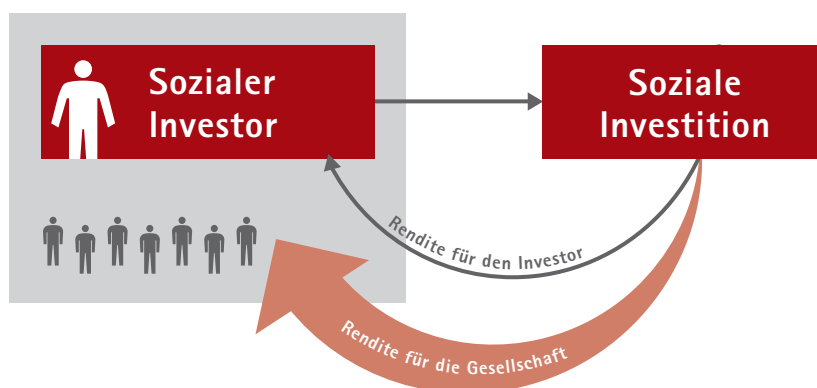 Sozialer
Investor
Soziale
Investition
Rendite für den Investor
Rendite für die Gesellschaft